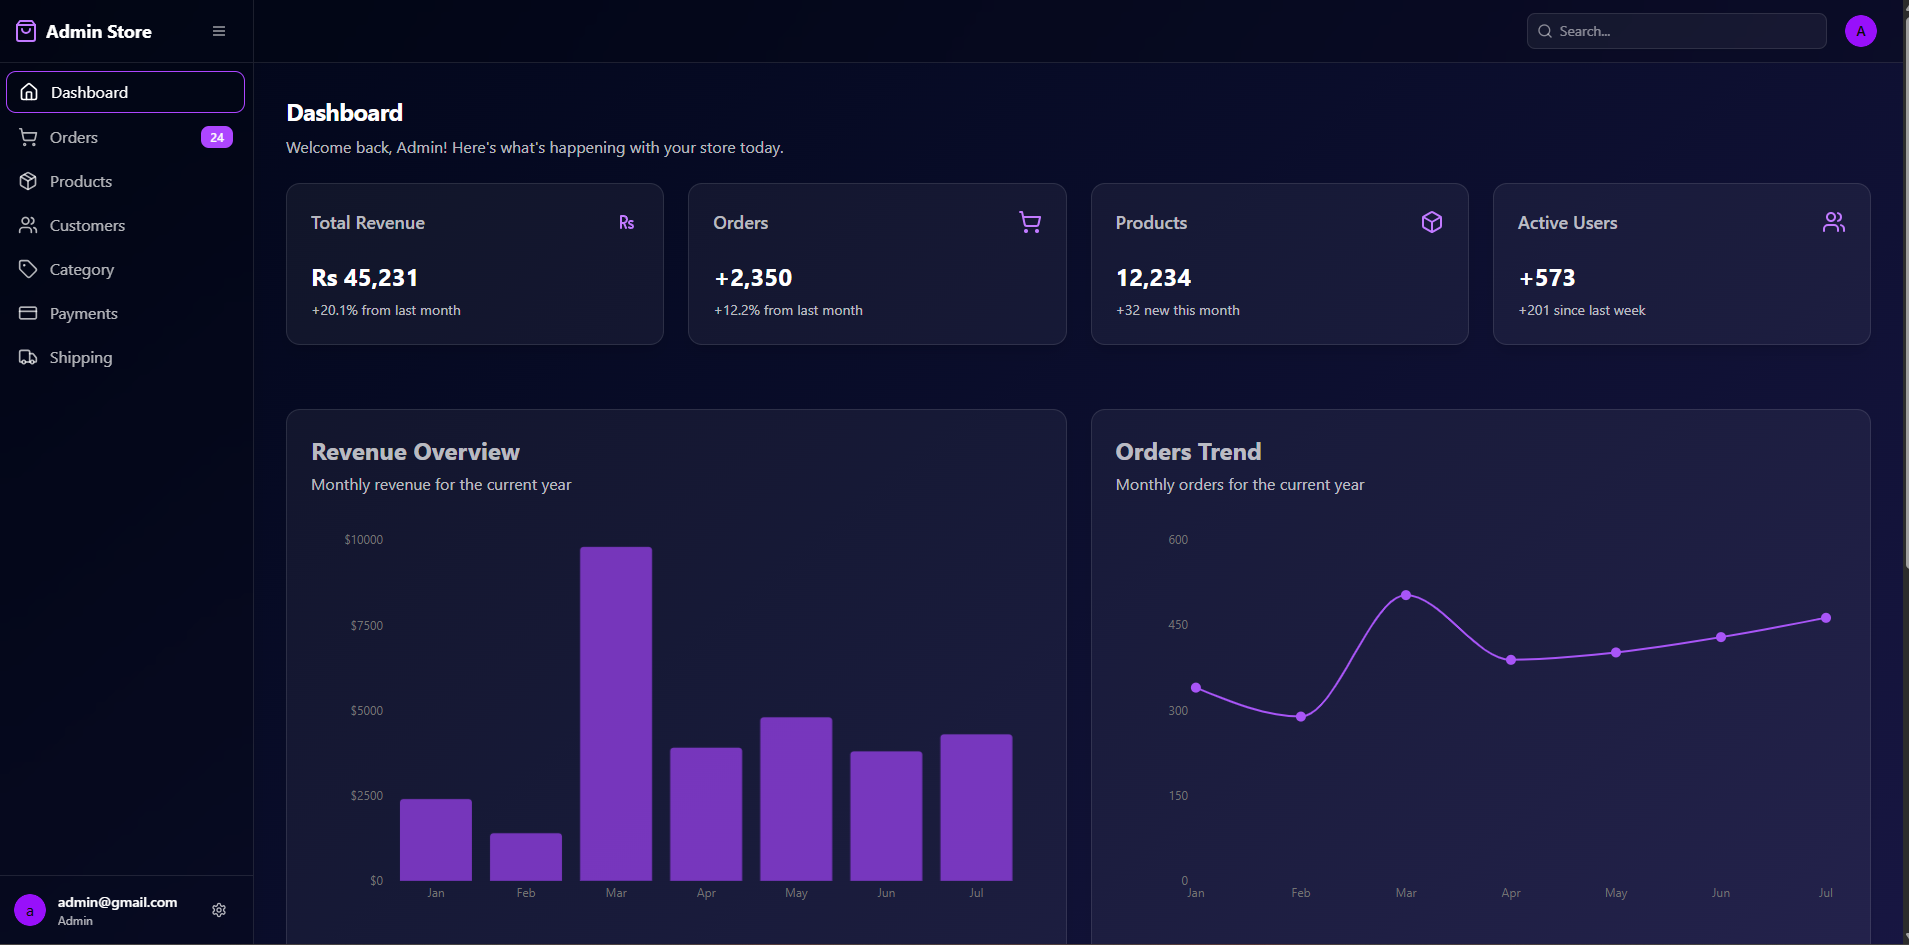 Admin Store
Search...
A
Dashboard
Orders
24
Products
Customers
Category
Payments
Shipping
admin@gmail.com
a
Admin
Dashboard
Welcome back, Admin! Here's what's happening with your store today.
Total Revenue
Rs
Rs 45,231
+20.1% from last month
Orders
+2,350
+12.2% from last month
Products
12,234
+32 new this month
Active Users
+573
+201 since last week
Revenue Overview
Monthly revenue for the current year
$10000
$7500
$5000
$2500
$0
Jan Feb Mar Apr May Jun Jul
Orders Trend
Monthly orders for the current year
600
450
300
150
0
Jan Feb Mar Apr May Jun Jul